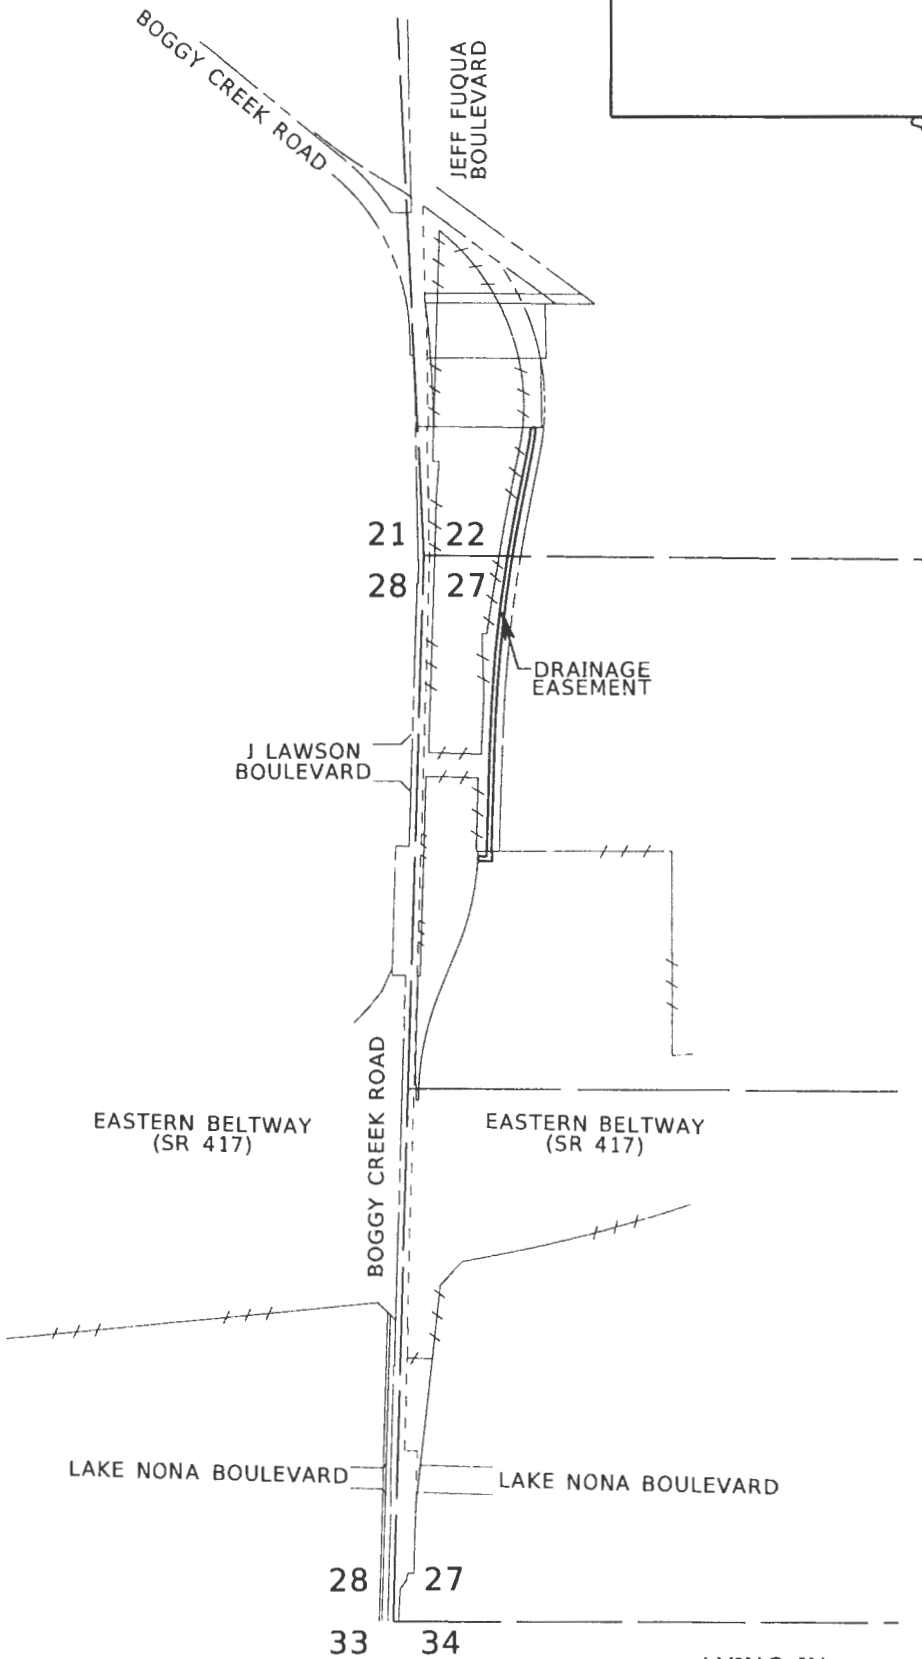 BOGGY CREEK ROAD
JEFF FUQUA
BOULEVARD
21 22
28 27
DRAINAGE
EASEMENT
J LAWSON
BOULEVARD
BOGGY CREEK ROAD
EASTERN BELTWAY
(SR 417)
EASTERN BELTWAY
(SR 417)
LAKE NONA BOULEVARD
LAKE NONA BOULEVARD
28 27
33 34